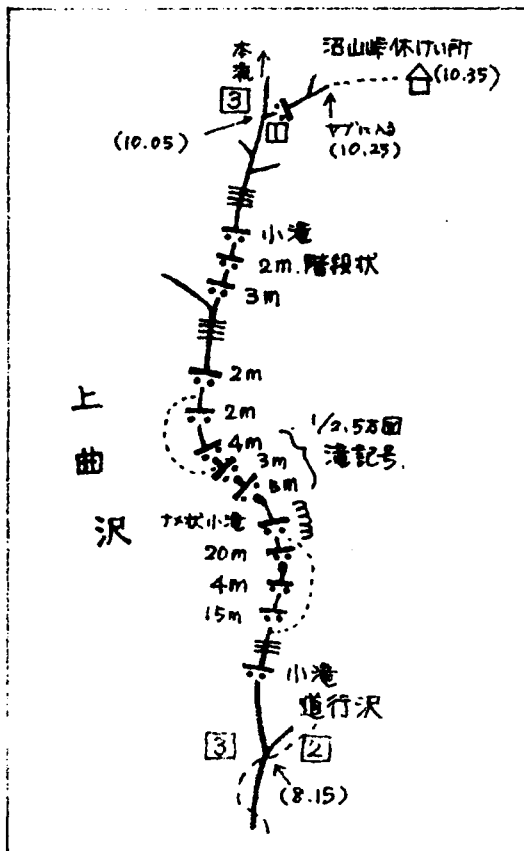 本流
沼山峠休けい所
(10.35)
3
(10.05)
1
ヤブに入る
(10.25)
小滝
2m.階段状
3m
2m
2m
4m
3m
8m
1/2.5万図
滝記号.
上曲沢
ナメ状小滝
20m
4m
15m
小滝
道行沢
3
2
(8.15)